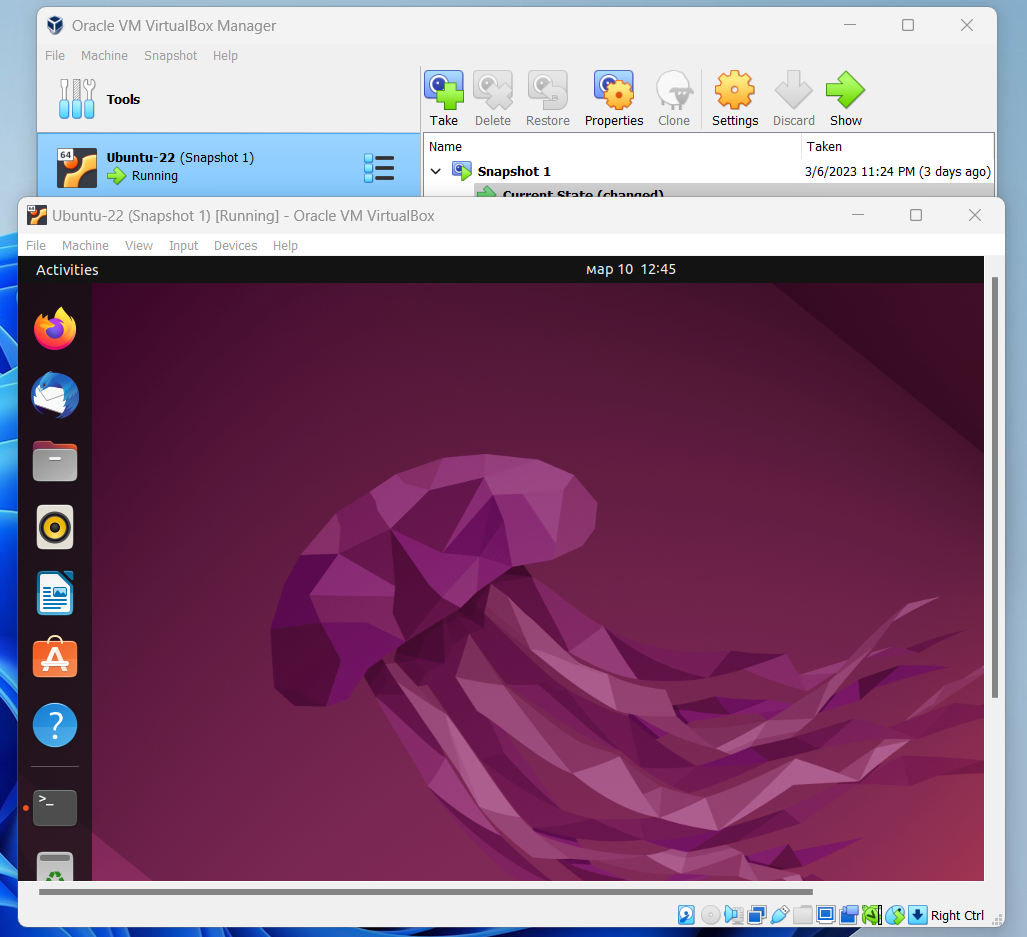 Oracle VM VirtualBox Manager
File Machine Snapshot Help
Tools
Take Delete Restore Properties Clone Settings Discard Show
Name Taken
64
Ubuntu-22 (Snapshot 1)
Running
Snapshot 1 3/6/2023 11:24 PM (3 days ago)
Current State (changed)
Ubuntu-22 (Snapshot 1) [Running] - Oracle VM VirtualBox
File Machine View Input Devices Help
Activities мар 10 12:45
?
>_
Right Ctrl